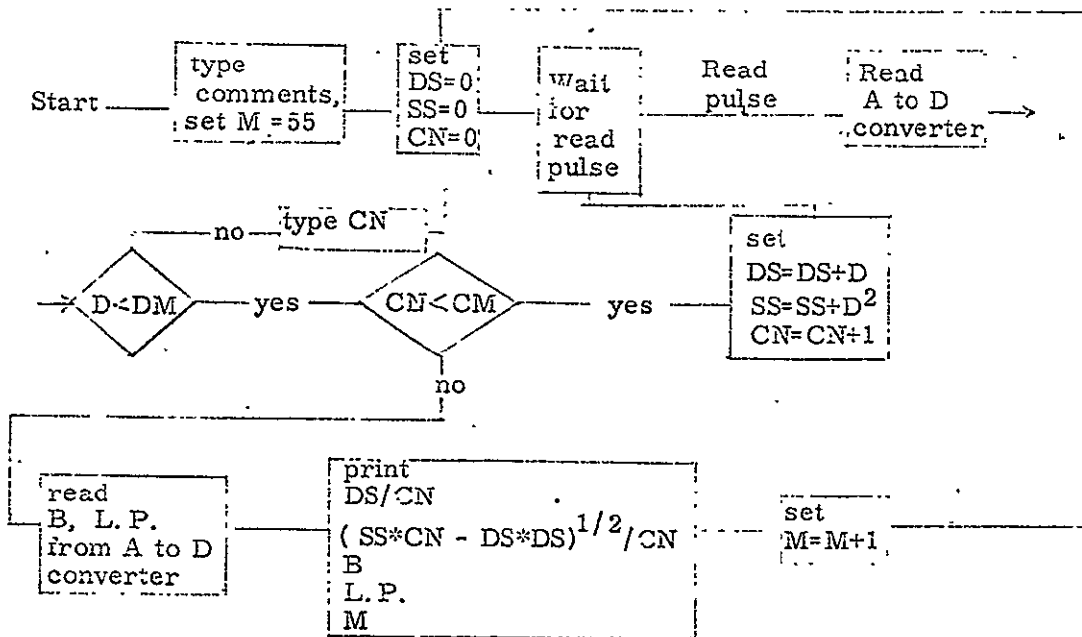 Start
type
comments,
set M = 55
set
DS=0
SS=0
CN=0
Wait
for
read
pulse
Read
pulse
Read
A to D
converter
no
type CN
D<DM
yes
CN<CM
yes
set
DS=DS+D
SS=SS+D²
CN=CN+1
no
read
B, L.P.
from A to D
converter
print
DS/CN
( SS*CN - DS*DS)^1/2/CN
B
L.P.
M
set
M=M+1